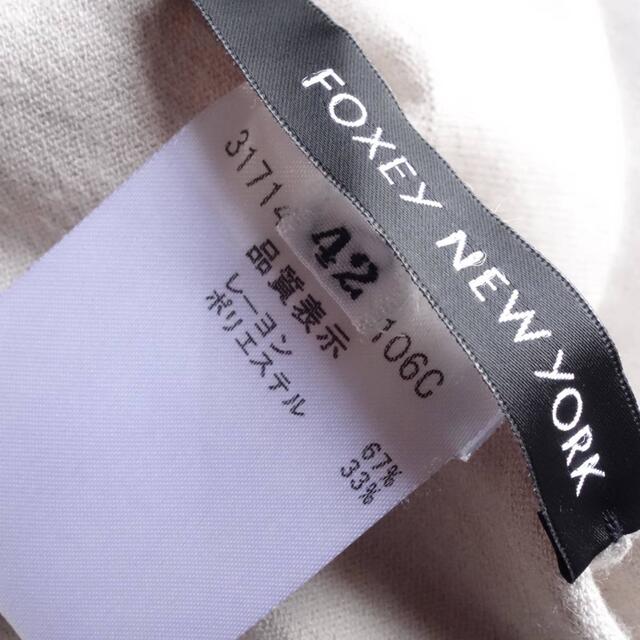 FOXEY NEW YORK
42
31714 106C
品質表示
レーヨン 67%
ポリエステル 33%